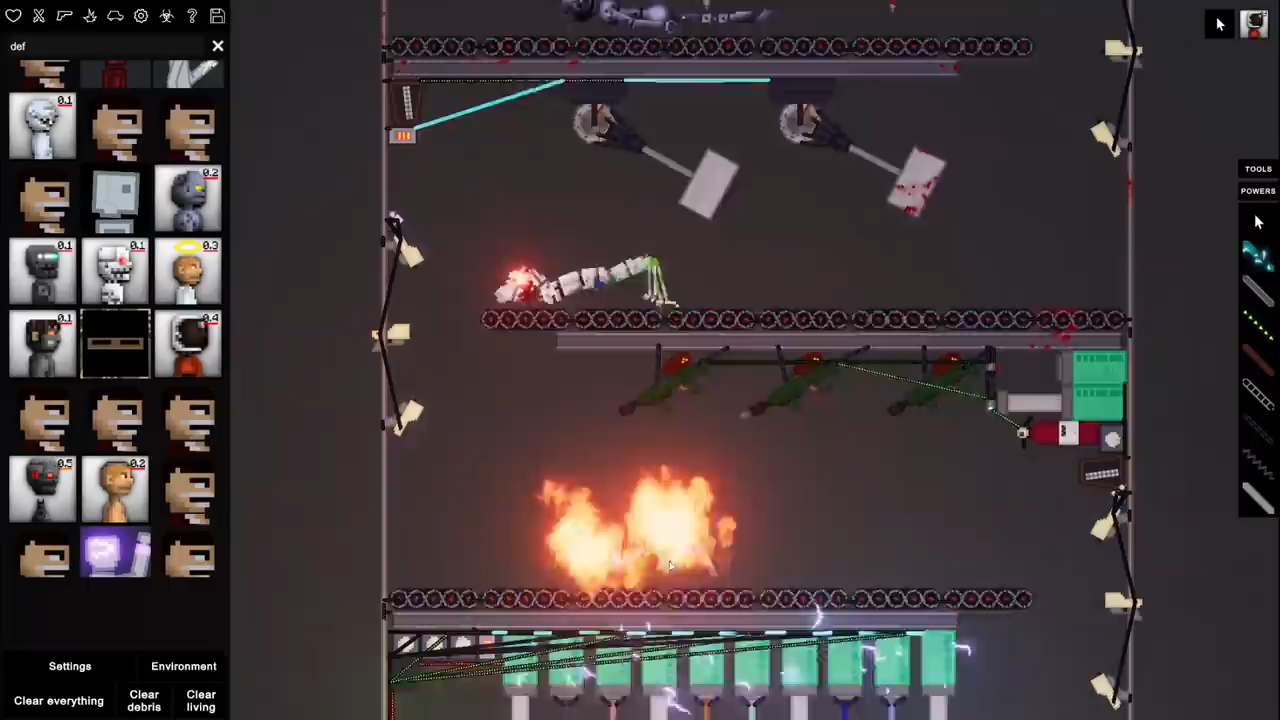 def
0.1
0.2
0.1
0.1
0.3
0.1
0.4
0.5
0.2
Settings
Environment
Clear everything
Clear debris
Clear living
TOOLS
POWERS